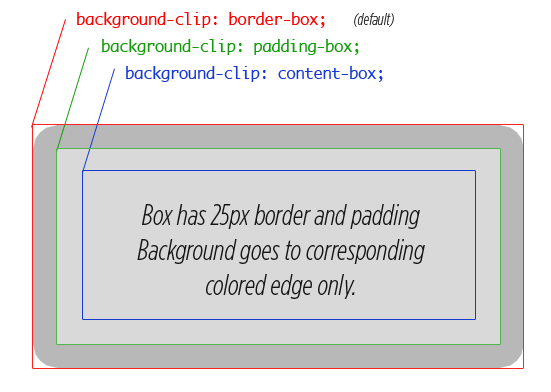 background-clip: border-box; (default)
background-clip: padding-box;
background-clip: content-box;
Box has 25px border and padding
Background goes to corresponding
colored edge only.